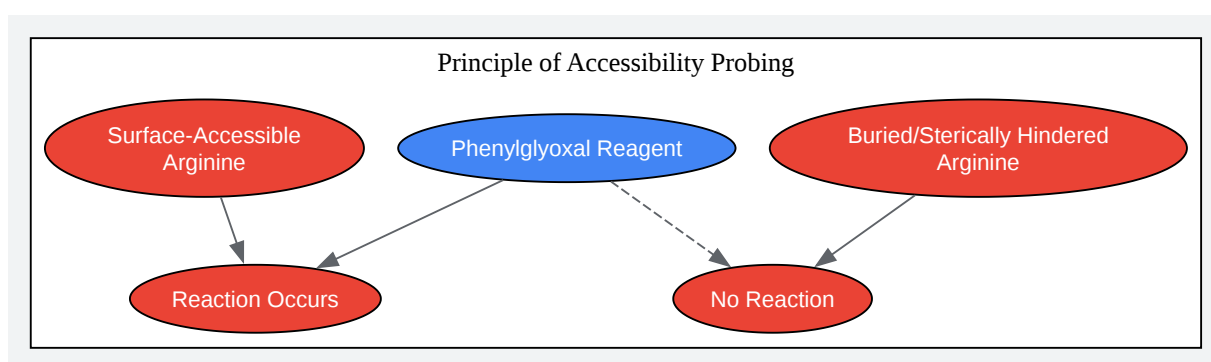 Principle of Accessibility Probing
Surface-Accessible
Arginine
Phenylglyoxal Reagent
Buried/Sterically Hindered
Arginine
Reaction Occurs
No Reaction